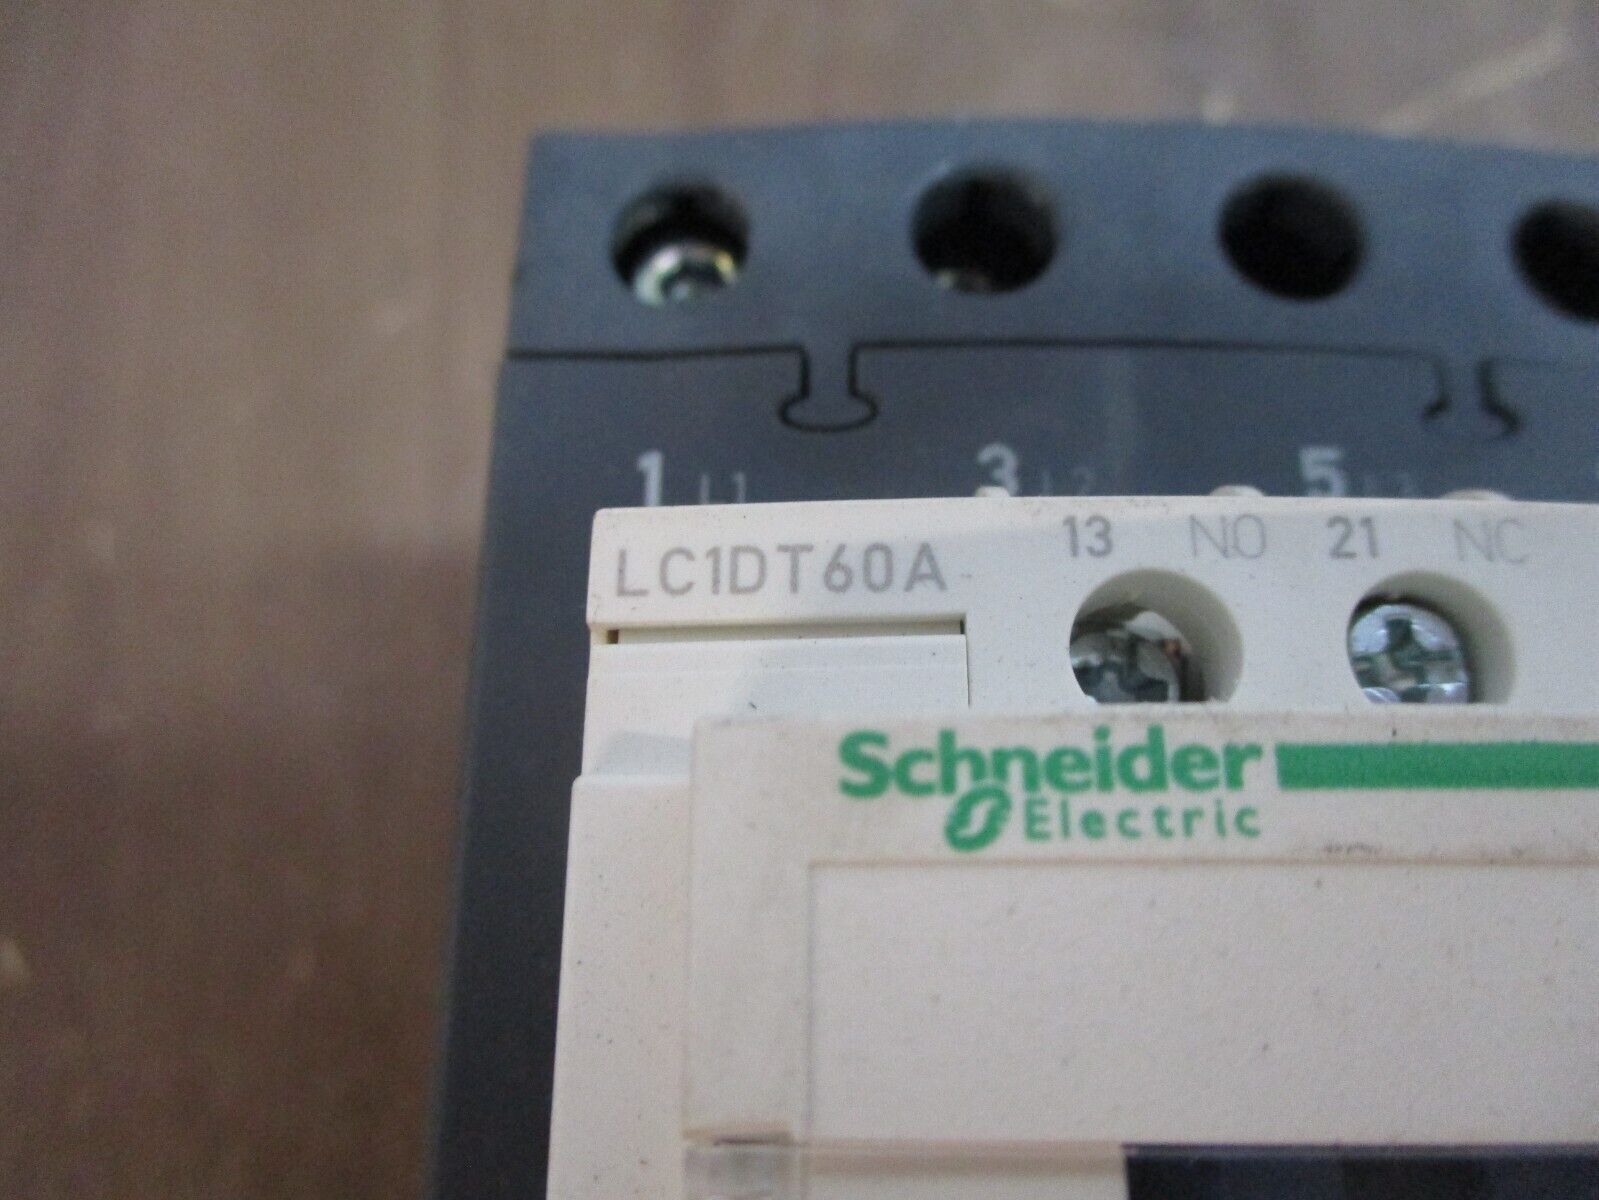 1 L1 3 L2 5 L3
LC1DT60A 13 NO 21 NC
Schneider
Electric